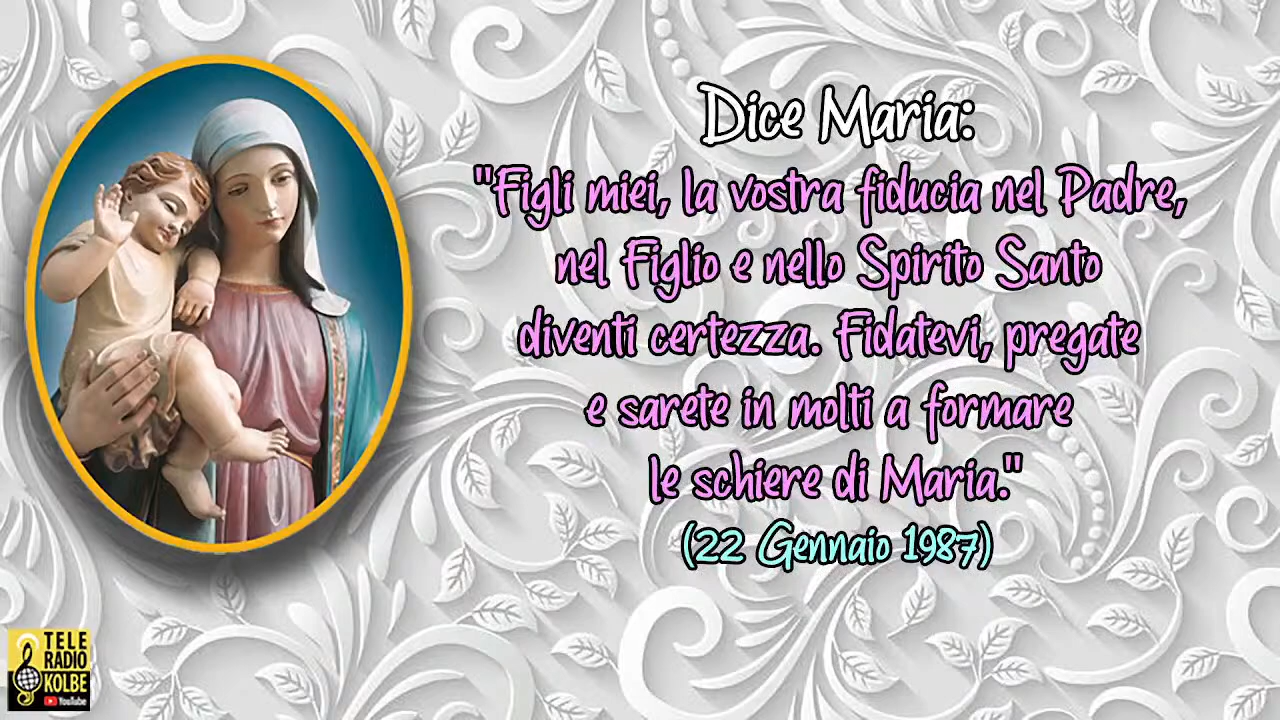 Dice Maria:
"Figli miei, la vostra fiducia nel Padre,
nel Figlio e nello Spirito Santo
diventi certezza. Fidatevi, pregate
e sarete in molti a formare
le schiere di Maria."
(22 Gennaio 1987)
TELE
RADIO
KOLBE
YouTube